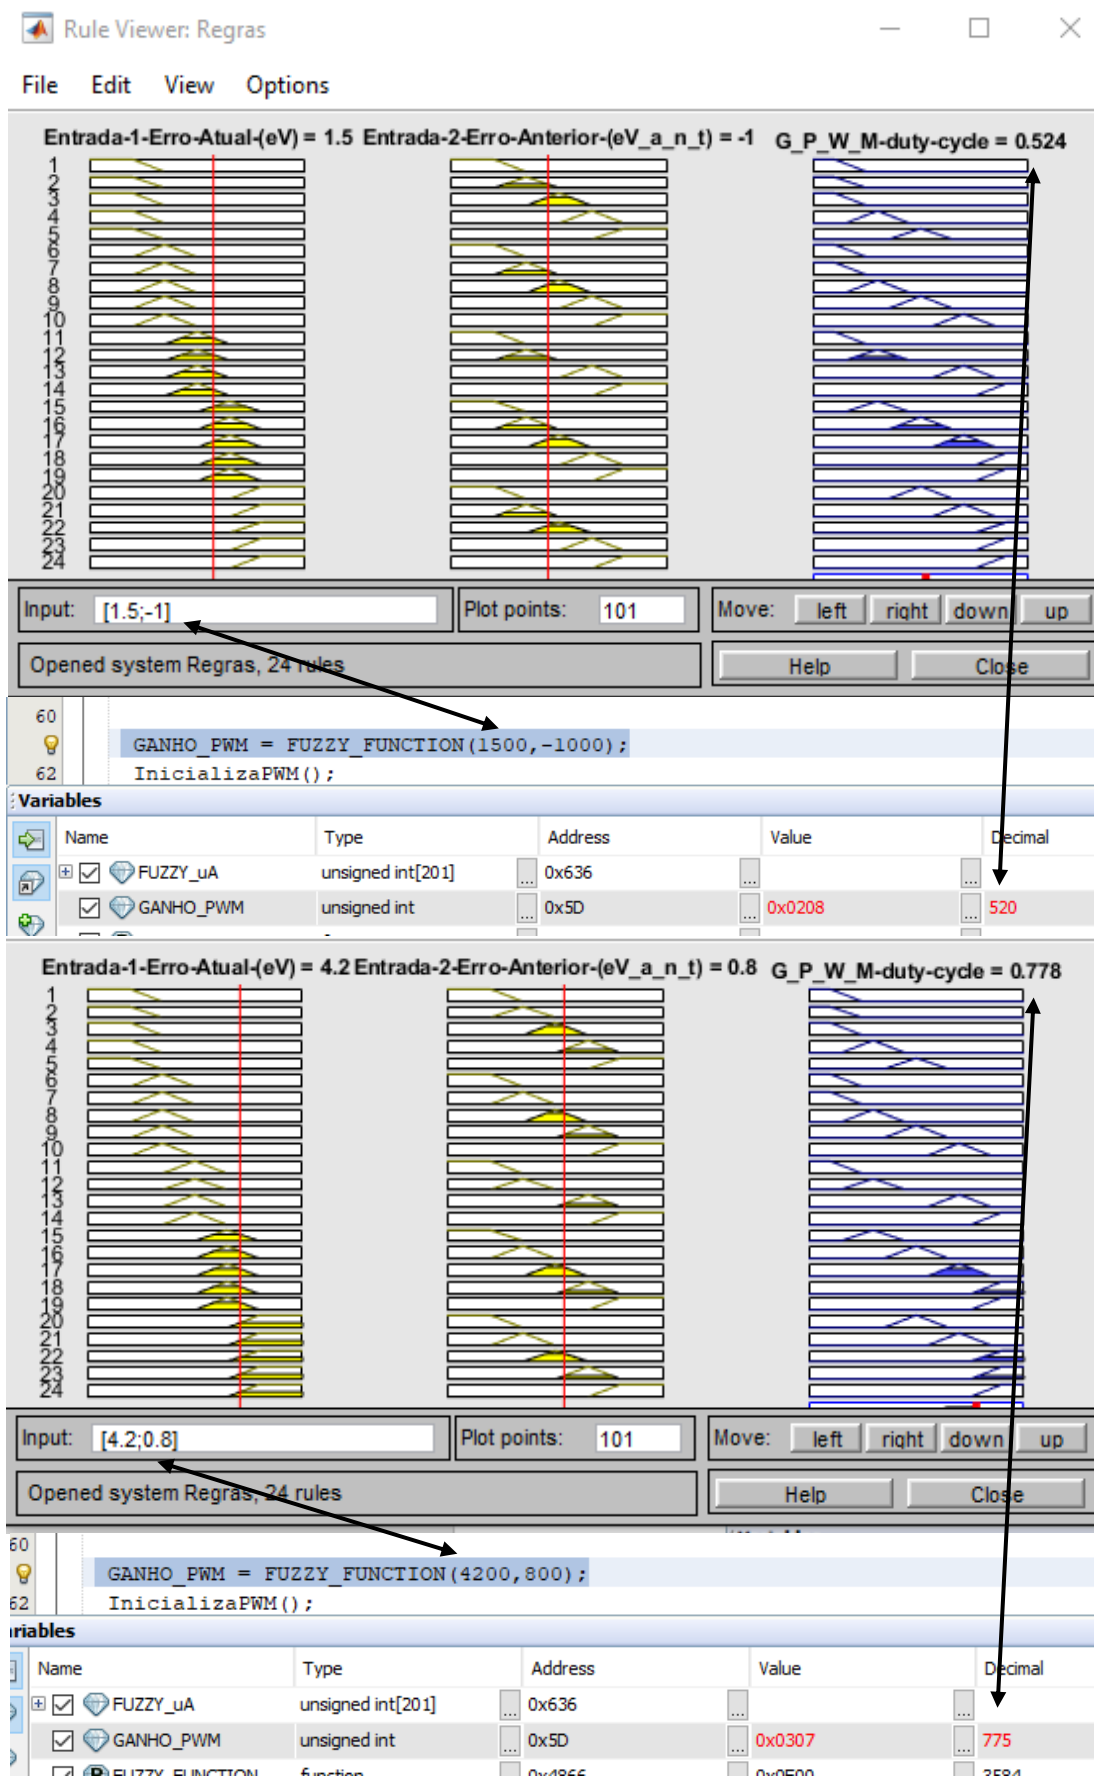 Rule Viewer: Regras
File Edit View Options
Entrada-1-Erro-Atual-(eV) = 1.5 Entrada-2-Erro-Anterior-(eV_a_n_t) = -1 G_P_W_M-duty-cycle = 0.524
1
2
3
4
5
6
7
8
9
10
11
12
13
14
15
16
17
18
19
20
21
22
23
24
Input: [1.5;-1] Plot points: 101 Move: left right down up
Opened system Regras, 24 rules Help Close
60
GANHO_PWM = FUZZY_FUNCTION(1500,-1000);
62 InicializaPWM();
Variables
Name Type Address Value Decimal
FUZZY_uA unsigned int[201] ... 0x636 ... ...
GANHO_PWM unsigned int ... 0x5D ... 0x0208 ... 520
Entrada-1-Erro-Atual-(eV) = 4.2 Entrada-2-Erro-Anterior-(eV_a_n_t) = 0.8 G_P_W_M-duty-cycle = 0.778
1
2
3
4
5
6
7
8
9
10
11
12
13
14
15
16
17
18
19
20
21
22
23
24
Input: [4.2;0.8] Plot points: 101 Move: left right down up
Opened system Regras, 24 rules Help Close
60
GANHO_PWM = FUZZY_FUNCTION(4200,800);
62 InicializaPWM();
riables
Name Type Address Value Decimal
FUZZY_uA unsigned int[201] ... 0x636 ... ...
GANHO_PWM unsigned int ... 0x5D ... 0x0307 ... 775
FUZZY_FUNCTION function 0x4866 0x0E00 3584